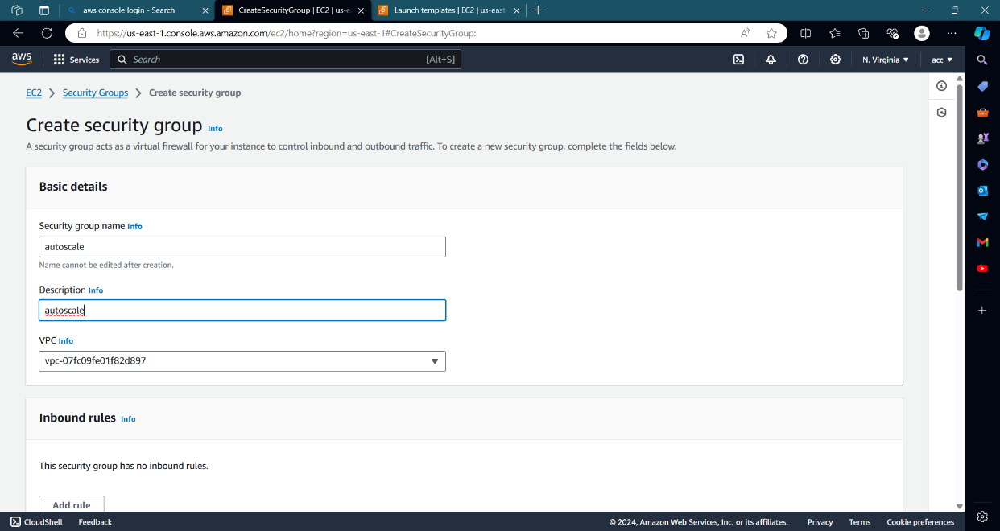 aws console login - Search
CreateSecurityGroup | EC2 | us-e
Launch templates | EC2 | us-east
https://us-east-1.console.aws.amazon.com/ec2/home?region=us-east-1#CreateSecurityGroup:
aws
Services
Search
[Alt+S]
N. Virginia
acc
EC2
Security Groups
Create security group
Create security group Info
A security group acts as a virtual firewall for your instance to control inbound and outbound traffic. To create a new security group, complete the fields below.
Basic details
Security group name Info
autoscale
Name cannot be edited after creation.
Description Info
autoscale
VPC Info
vpc-07fc09fe01f82d897
Inbound rules Info
This security group has no inbound rules.
Add rule
CloudShell
Feedback
© 2024, Amazon Web Services, Inc. or its affiliates.
Privacy
Terms
Cookie preferences